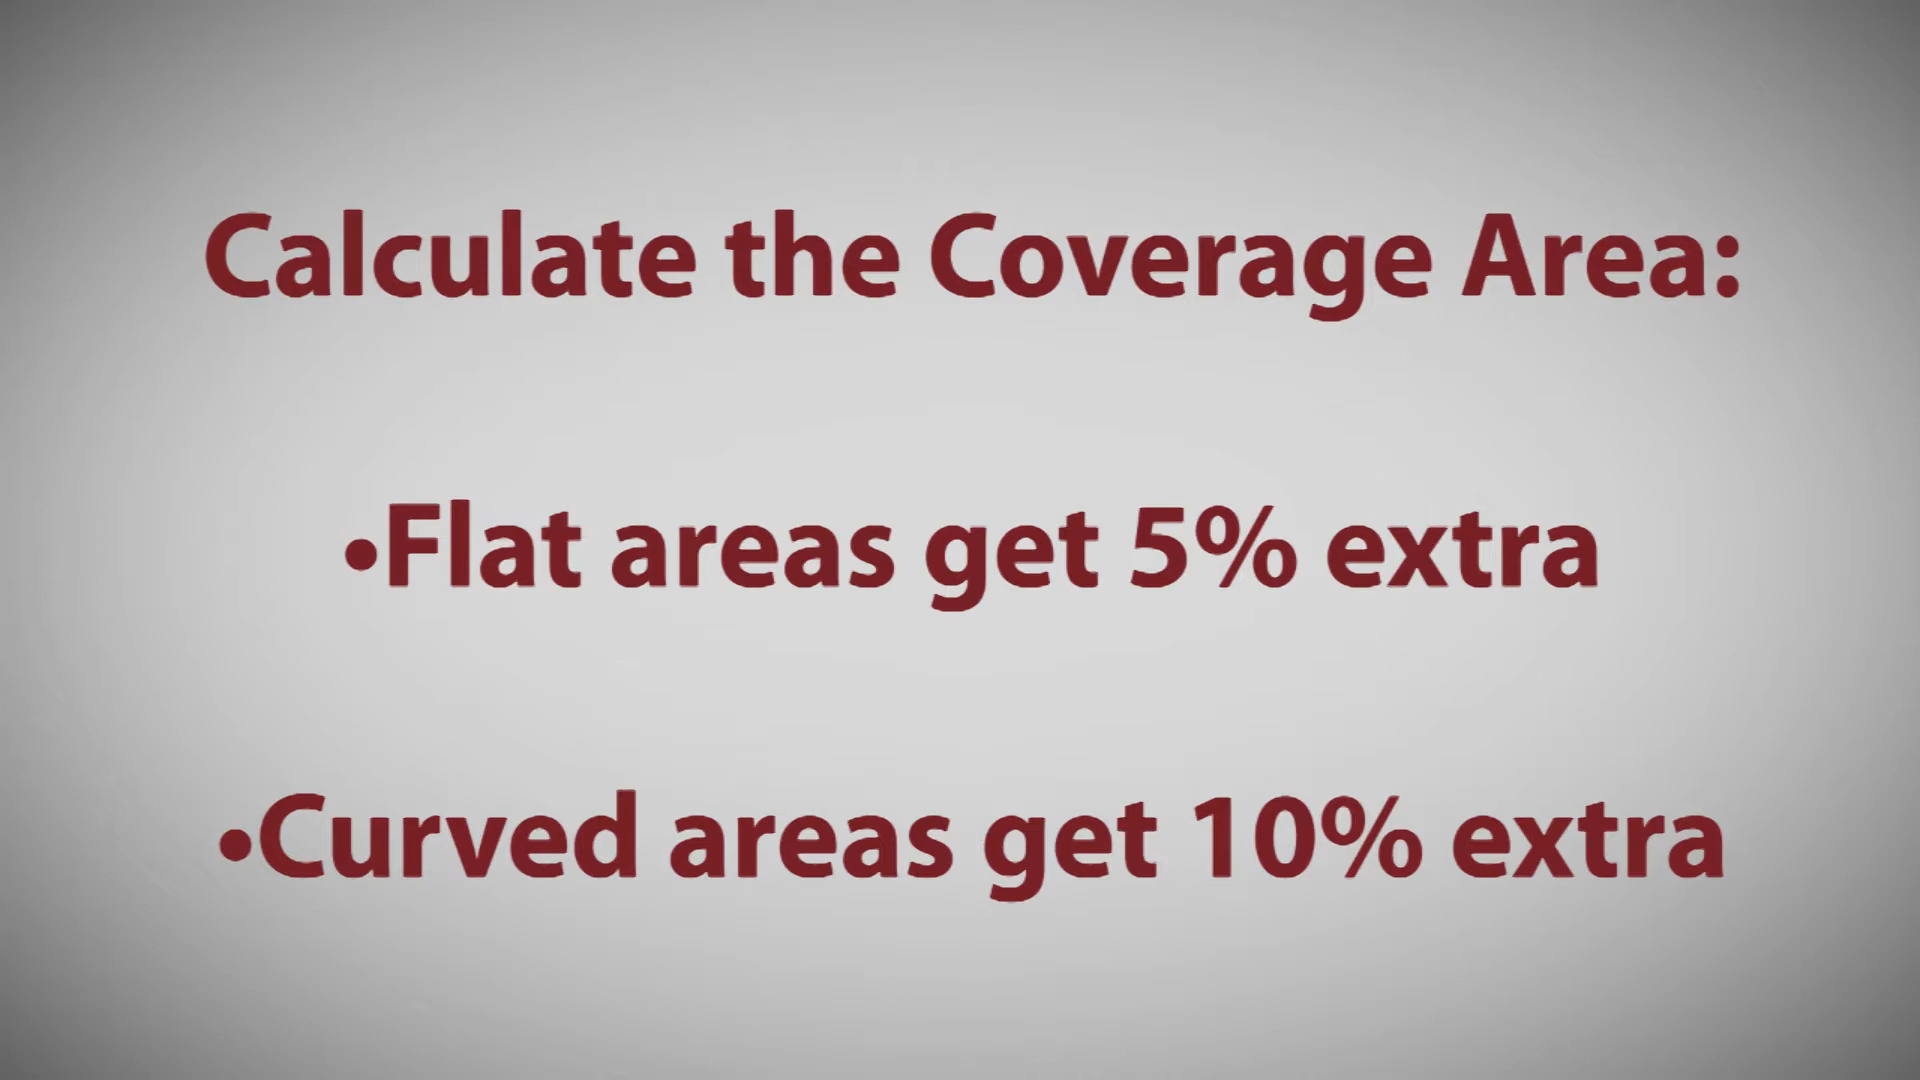 Calculate the Coverage Area:
•Flat areas get 5% extra
•Curved areas get 10% extra